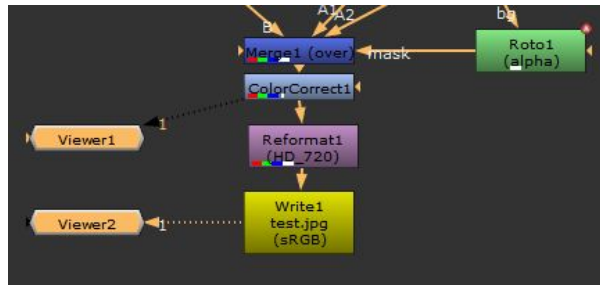 B
A1
A2
bg
Merge1 (over)
mask
Roto1
(alpha)
ColorCorrect1
1
Viewer1
Reformat1
(HD_720)
Write1
test.jpg
(sRGB)
Viewer2
1